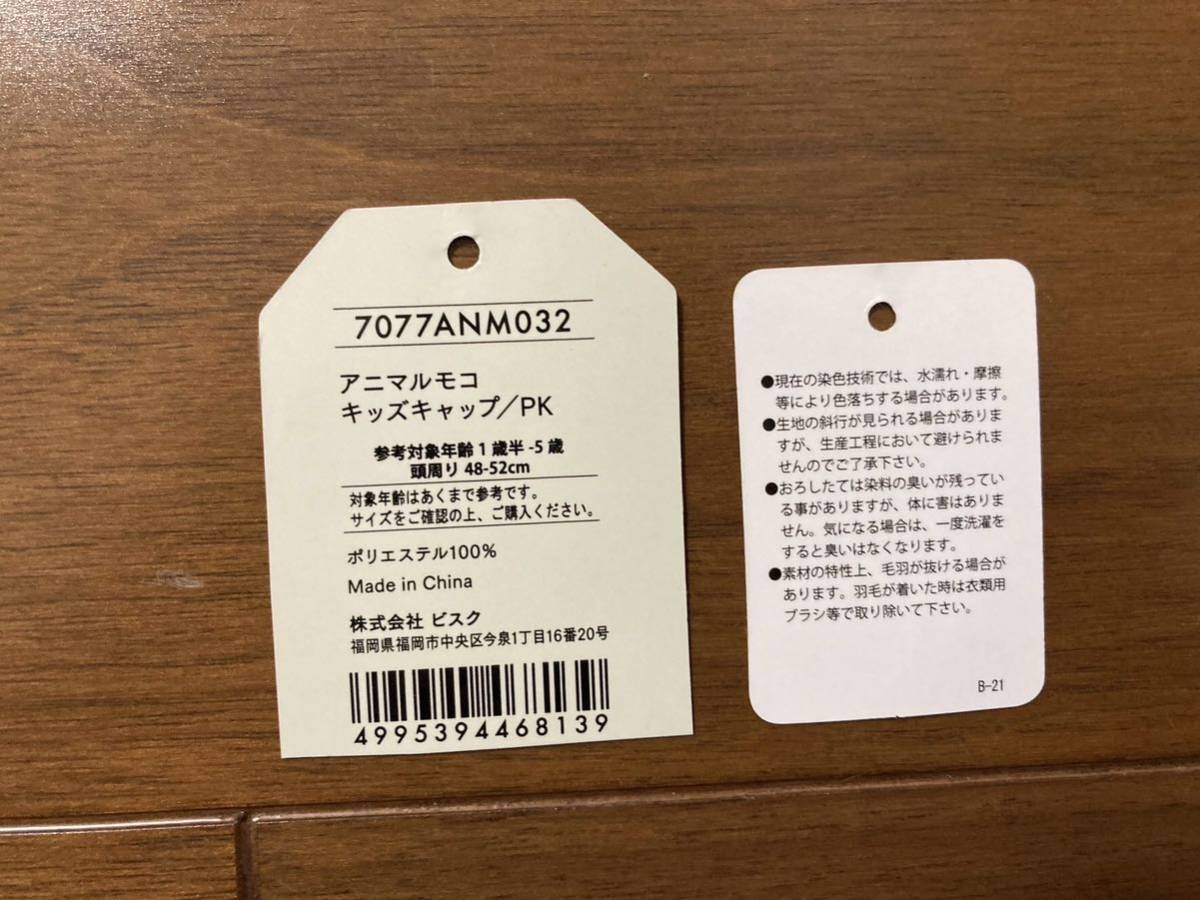 7077ANM032
アニマルモコ
キッズキャップ/PK
参考対象年齢1歳半-5歳
頭周り48-52cm
対象年齢はあくまで参考です。
サイズをご確認の上、ご購入ください。
ポリエステル100%
Made in China
株式会社 ビスク
福岡県福岡市中央区今泉1丁目16番20号
4995394468139
●現在の染色技術では、水濡れ・摩擦
等により色落ちする場合があります。
●生地の斜行が見られる場合がありま
すが、生産工程において避けられま
せんのでご了承下さい。
●おろしたては染料の臭いが残ってい
る事がありますが、体に害はありま
せん。気になる場合は、一度洗濯を
すると臭いはなくなります。
●素材の特性上、毛羽が抜ける場合が
あります。羽毛が着いた時は衣類用
ブラシ等で取り除いて下さい。
B-21